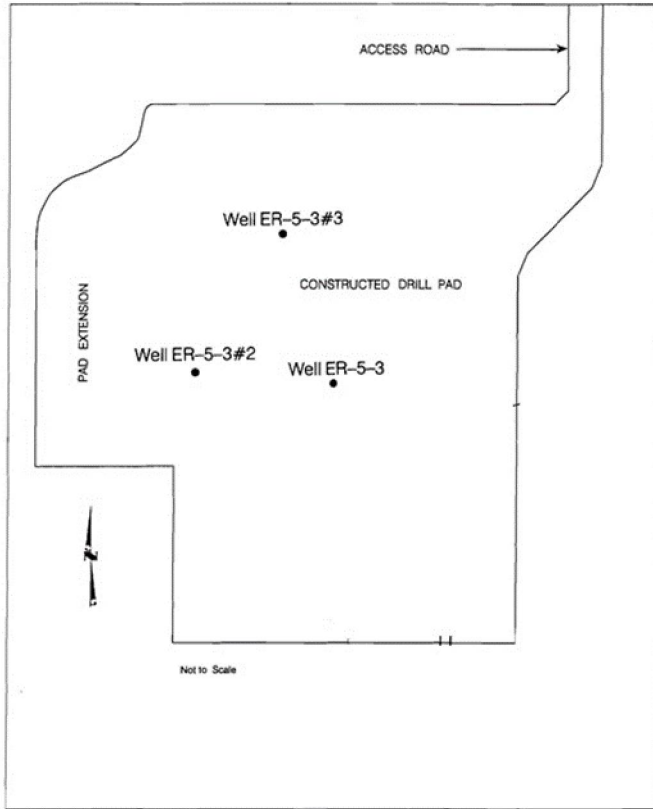 ACCESS ROAD
Well ER-5-3#3
CONSTRUCTED DRILL PAD
PAD EXTENSION
Well ER-5-3#2
Well ER-5-3
N
Not to Scale